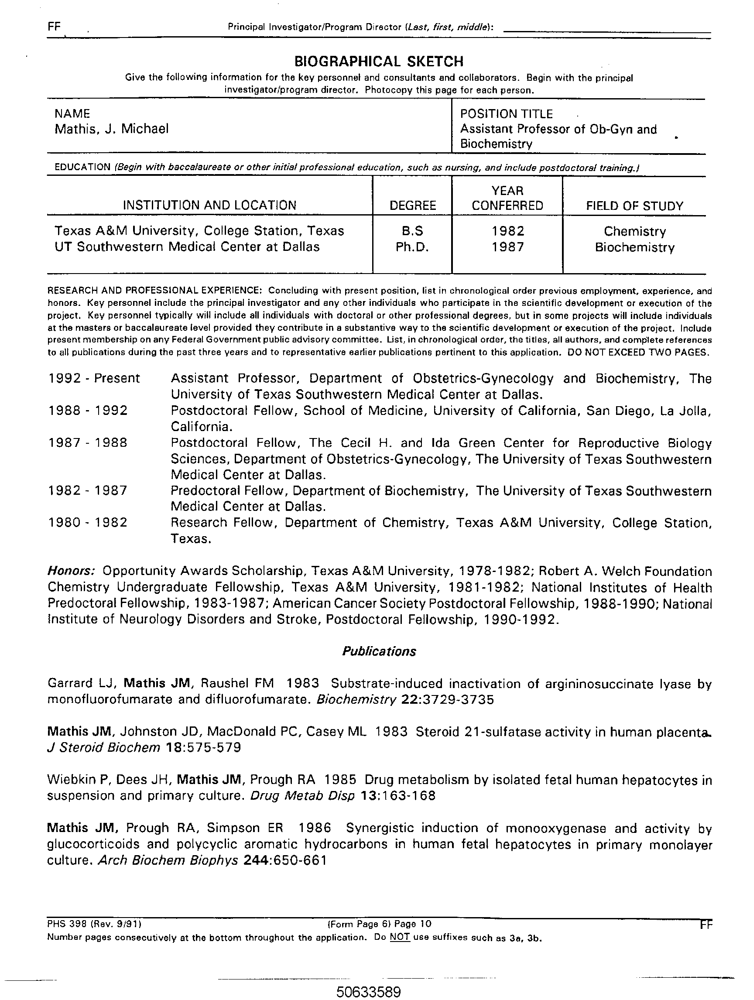 FF
Principal Investigator/Program Director (Last, first, middle):
BIOGRAPHICAL SKETCH
Give the following information for the key personnel and consultants and collaborators. Begin with the principal
investigator/program director. Photocopy this page for each person.
NAME
Mathis, J. Michael
POSITION TITLE
Assistant Professor of Ob-Gyn and
Biochemistry
EDUCATION (Begin with baccalaureate or other initial professional education, such as nursing, and include postdoctoral training.)
INSTITUTION AND LOCATION
DEGREE
YEAR
CONFERRED
FIELD OF STUDY
Texas A&M University, College Station, Texas B.S 1982 Chemistry
UT Southwestern Medical Center at Dallas Ph.D. 1987 Biochemistry
RESEARCH AND PROFESSIONAL EXPERIENCE: Concluding with present position, list in chronological order previous employment, experience, and
honors. Key personnel include the principal investigator and any other individuals who participate in the scientific development or execution of the
project. Key personnel typically will include all individuals with doctoral or other professional degrees, but in some projects will include individuals
at the masters or baccalaureate level provided they contribute in a substantive way to the scientific development or execution of the project. Include
present membership on any Federal Government public advisory committee. List, in chronological order, the titles, all authors, and complete references
to all publications during the past three years and to representative earlier publications pertinent to this application. DO NOT EXCEED TWO PAGES.
1992 - Present Assistant Professor, Department of Obstetrics-Gynecology and Biochemistry, The
University of Texas Southwestern Medical Center at Dallas.
1988 - 1992 Postdoctoral Fellow, School of Medicine, University of California, San Diego, La Jolla,
California.
1987 - 1988 Postdoctoral Fellow, The Cecil H. and Ida Green Center for Reproductive Biology
Sciences, Department of Obstetrics-Gynecology, The University of Texas Southwestern
Medical Center at Dallas.
1982 - 1987 Predoctoral Fellow, Department of Biochemistry, The University of Texas Southwestern
Medical Center at Dallas.
1980 - 1982 Research Fellow, Department of Chemistry, Texas A&M University, College Station,
Texas.
Honors: Opportunity Awards Scholarship, Texas A&M University, 1978-1982; Robert A. Welch Foundation
Chemistry Undergraduate Fellowship, Texas A&M University, 1981-1982; National Institutes of Health
Predoctoral Fellowship, 1983-1987; American Cancer Society Postdoctoral Fellowship, 1988-1990; National
Institute of Neurology Disorders and Stroke, Postdoctoral Fellowship, 1990-1992.
Publications
Garrard LJ, Mathis JM, Raushel FM 1983 Substrate-induced inactivation of argininosuccinate lyase by
monofluorofumarate and difluorofumarate. Biochemistry 22:3729-3735
Mathis JM, Johnston JD, MacDonald PC, Casey ML 1983 Steroid 21-sulfatase activity in human placenta.
J Steroid Biochem 18:575-579
Wiebkin P, Dees JH, Mathis JM, Prough RA 1985 Drug metabolism by isolated fetal human hepatocytes in
suspension and primary culture. Drug Metab Disp 13:163-168
Mathis JM, Prough RA, Simpson ER 1986 Synergistic induction of monooxygenase and activity by
glucocorticoids and polycyclic aromatic hydrocarbons in human fetal hepatocytes in primary monolayer
culture. Arch Biochem Biophys 244:650-661
PHS 398 (Rev. 9/91) (Form Page 6) Page 10 FF
Number pages consecutively at the bottom throughout the application. Do NOT use suffixes such as 3a, 3b.
50633589